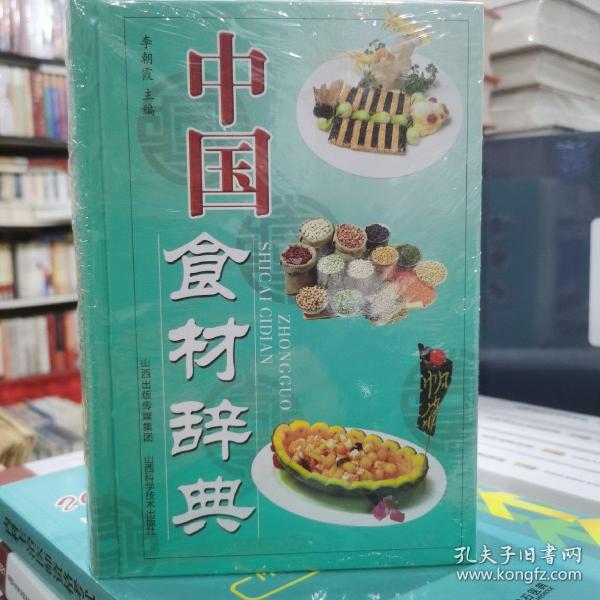 李朝霞 主编
中国
食材辞典
ZHONGGUO
SHICAI CIDIAN
山西出版传媒集团
山西科学技术出版社
孔夫子旧书网
www.kongfz.com